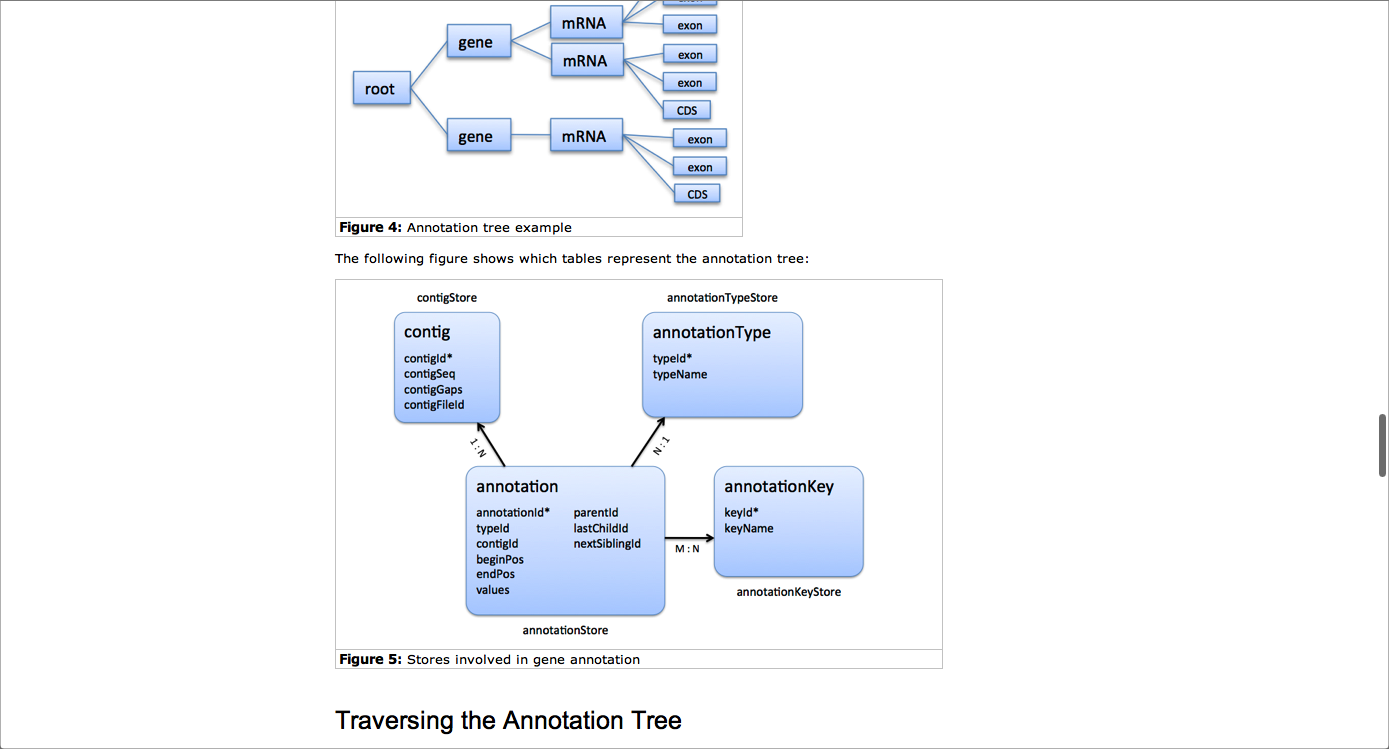 mRNA
exon
gene
mRNA
exon
exon
root
CDS
gene
mRNA
exon
exon
CDS
Figure 4: Annotation tree example
The following figure shows which tables represent the annotation tree:
contigStore
annotationTypeStore
contig
contigId*
contigSeq
contigGaps
contigFileId
annotationType
typeId*
typeName
1 : N
N : 1
annotation
annotationId*
typeId
contigId
beginPos
endPos
values
parentId
lastChildId
nextSiblingId
M : N
annotationKey
keyId*
keyName
annotationKeyStore
annotationStore
Figure 5: Stores involved in gene annotation
Traversing the Annotation Tree